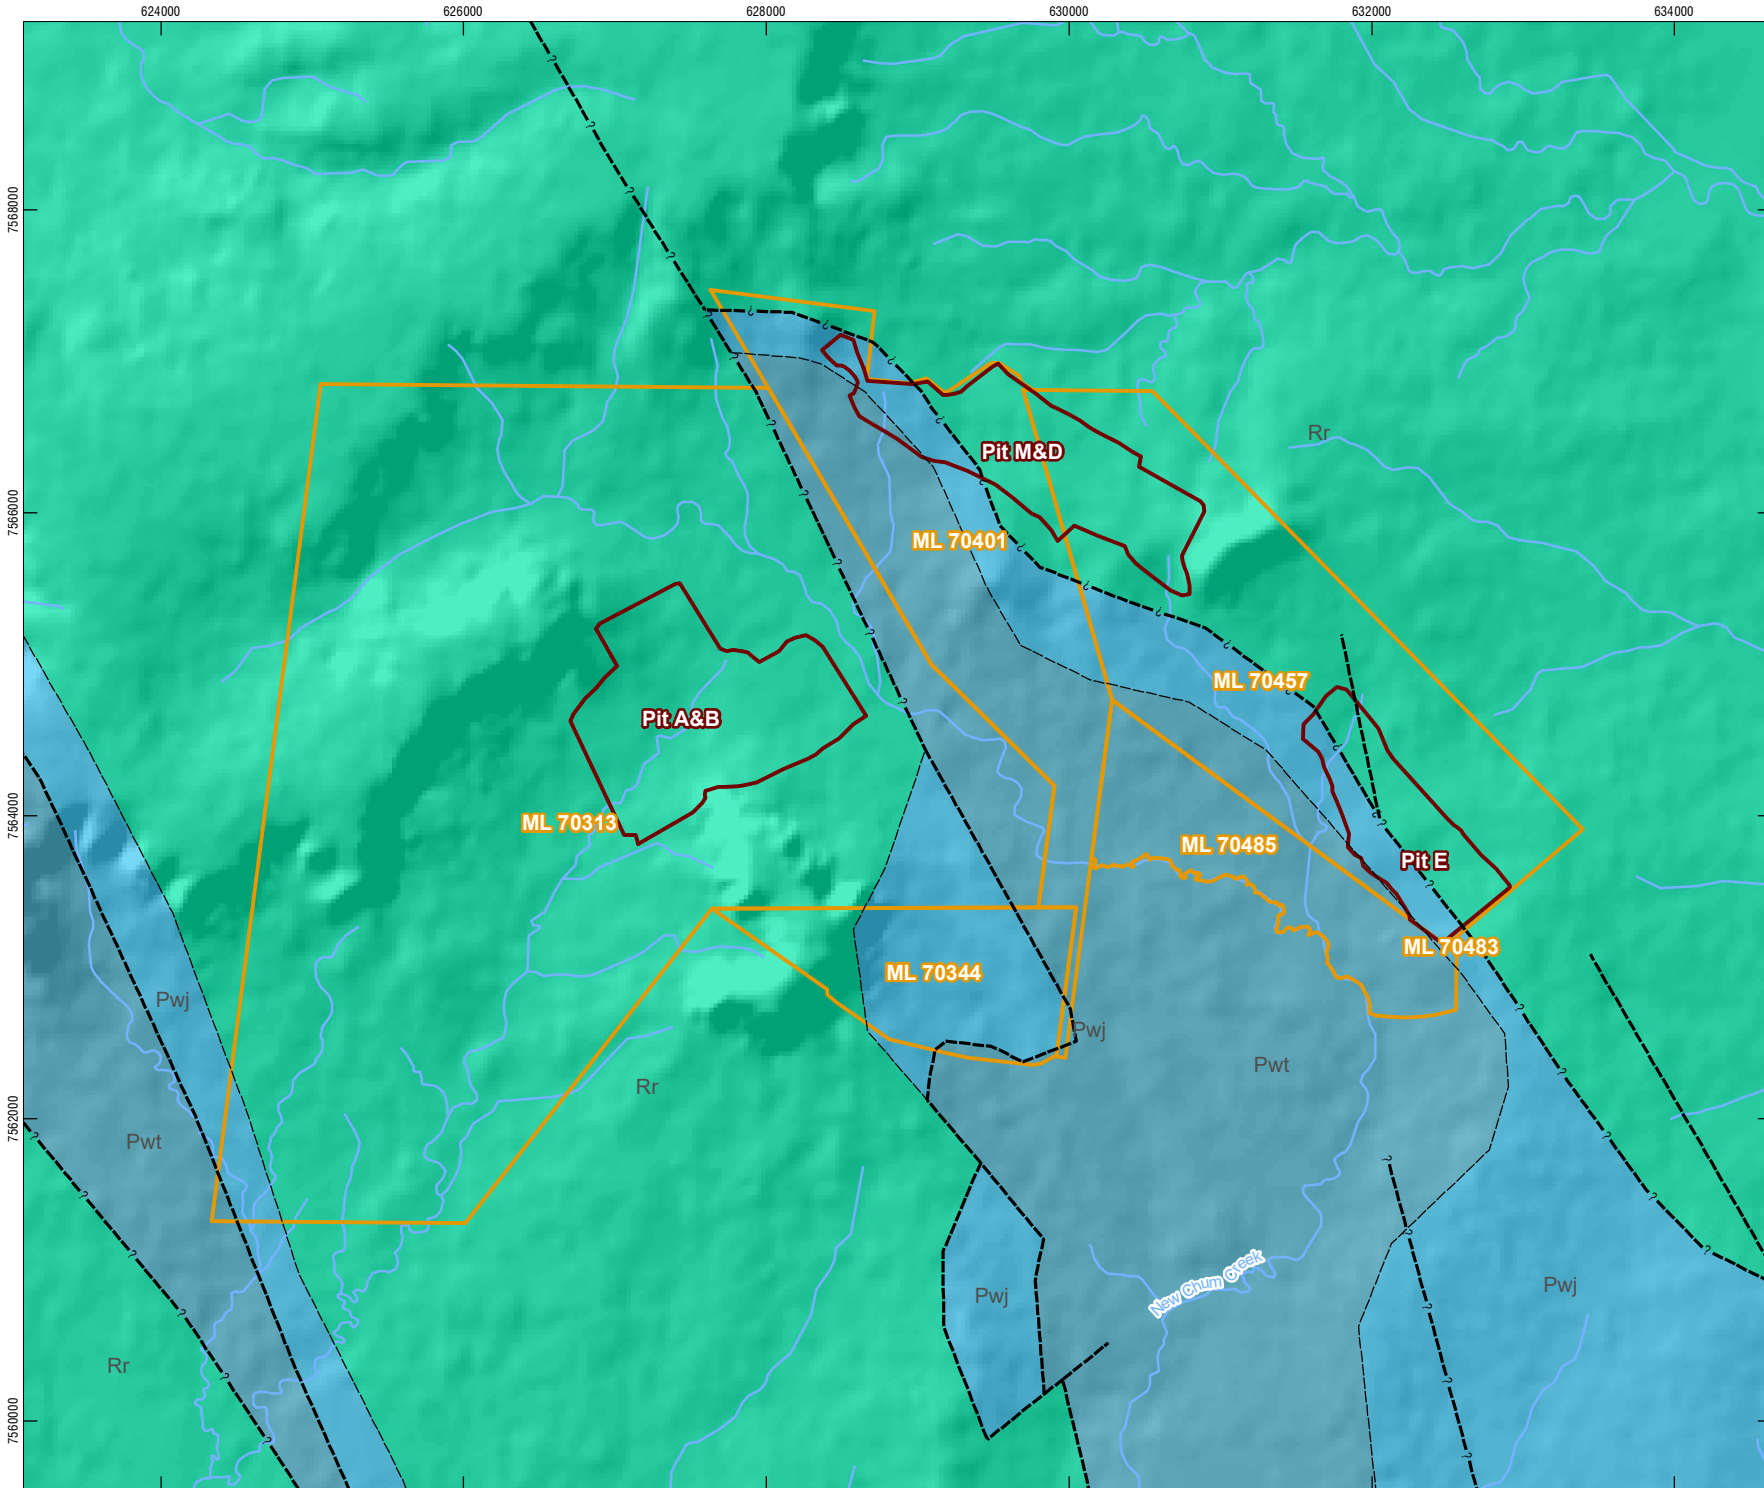 624000 626000 628000 630000 632000 634000
7568000
Rr
Pit M&D
7566000
ML 70401
ML 70457
Pit A&B
7564000
ML 70313
ML 70485
Pit E
ML 70483
ML 70344
Pwj
Pwj
Pwt
Rr
7562000
Pwt
New Chum Creek
Pwj
Pwj
Rr
7560000